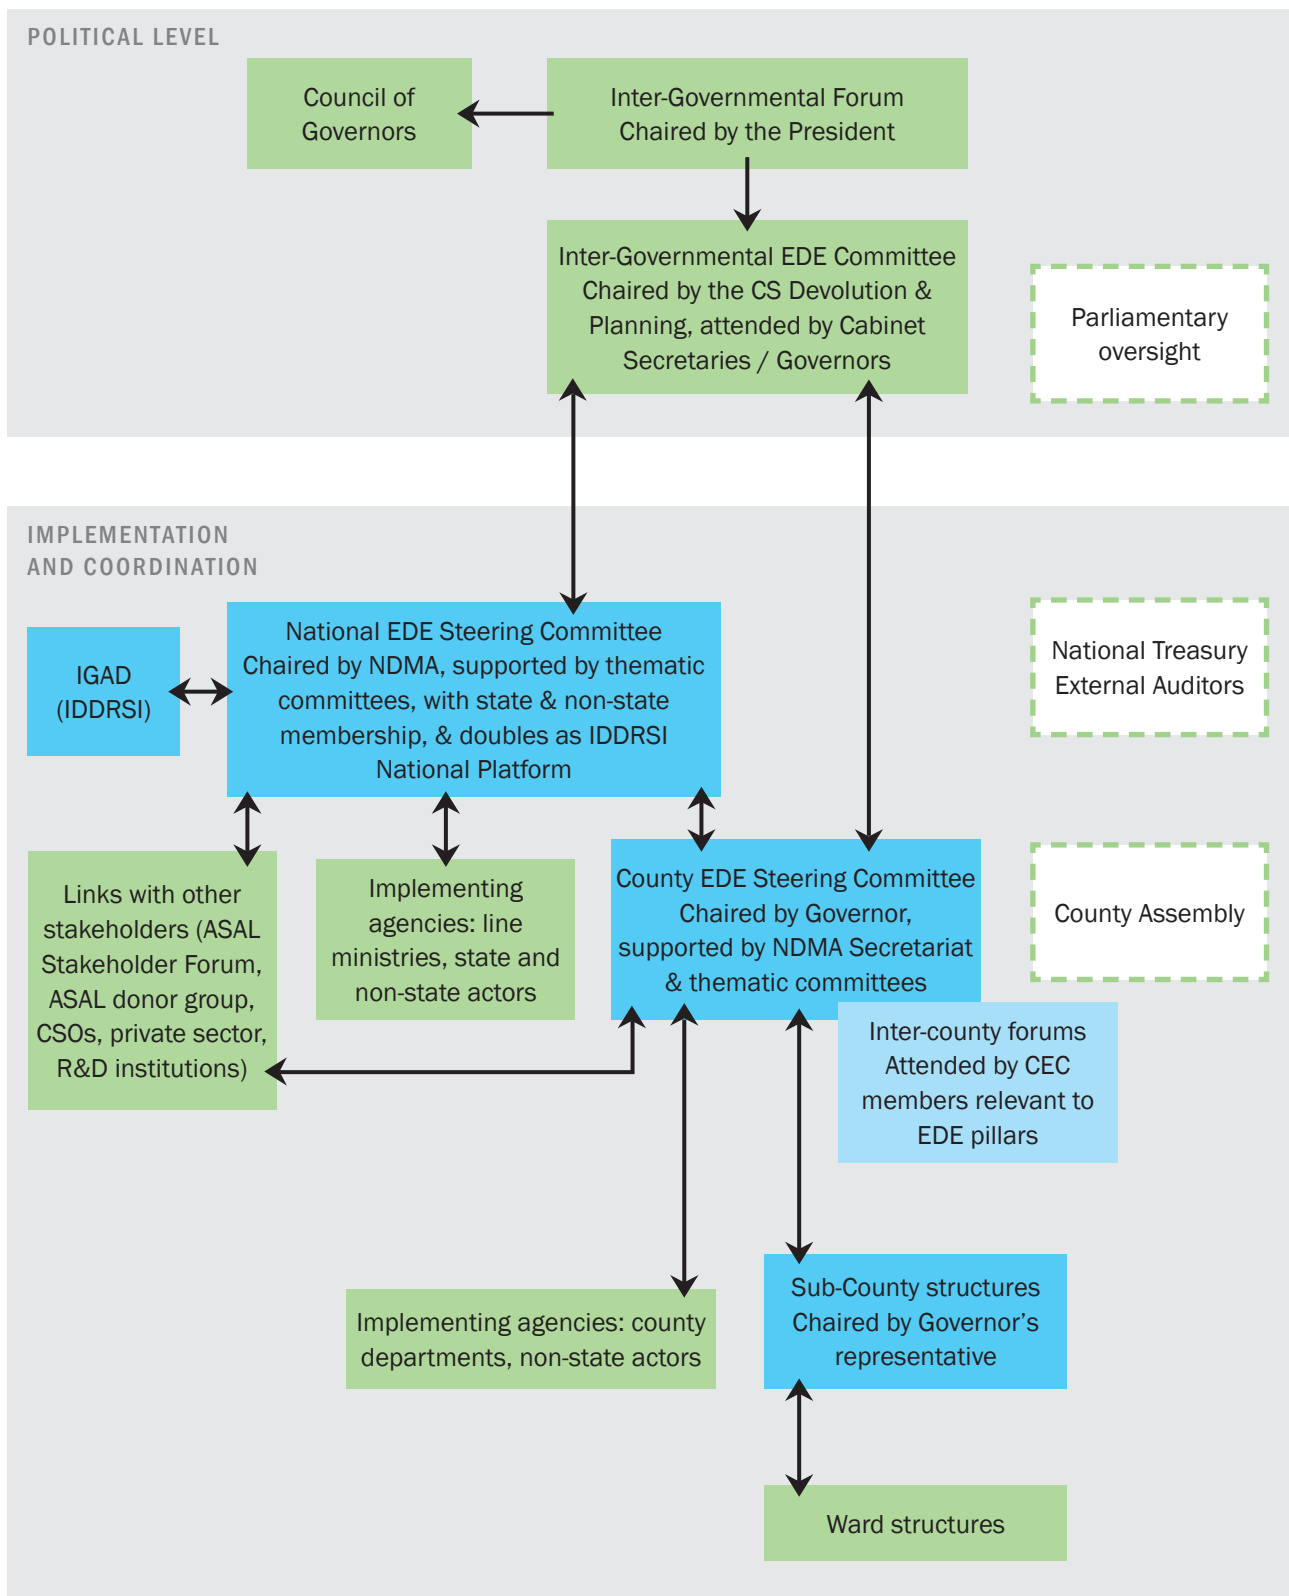 POLITICAL LEVEL
Council of
Governors
Inter-Governmental Forum
Chaired by the President
Inter-Governmental EDE Committee
Chaired by the CS Devolution &
Planning, attended by Cabinet
Secretaries / Governors
Parliamentary
oversight
IMPLEMENTATION
AND COORDINATION
IGAD
(IDDRSI)
National EDE Steering Committee
Chaired by NDMA, supported by thematic
committees, with state & non-state
membership, & doubles as IDDRSI
National Platform
National Treasury
External Auditors
Links with other
stakeholders (ASAL
Stakeholder Forum,
ASAL donor group,
CSOs, private sector,
R&D institutions)
Implementing
agencies: line
ministries, state and
non-state actors
County EDE Steering Committee
Chaired by Governor,
supported by NDMA Secretariat
& thematic committees
County Assembly
Inter-county forums
Attended by CEC
members relevant to
EDE pillars
Implementing agencies: county
departments, non-state actors
Sub-County structures
Chaired by Governor’s
representative
Ward structures